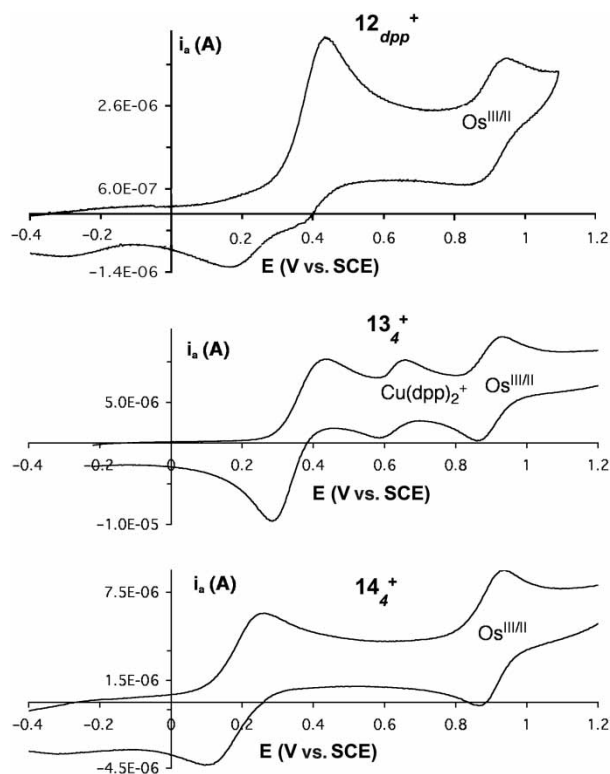 12dpp+
ia (A)
2.6E-06
OsIII/II
6.0E-07
-0.4 -0.2 0 0.2 0.4 0.6 0.8 1 1.2
-1.4E-06
E (V vs. SCE)
134+
ia (A)
Cu(dpp)2+ OsIII/II
5.0E-06
-0.4 -0.2 0 0.2 0.4 0.6 0.8 1 1.2
E (V vs. SCE)
-1.0E-05
144+
ia (A)
7.5E-06
OsIII/II
1.5E-06
-0.4 -0.2 0 0.2 0.4 0.6 0.8 1 1.2
E (V vs. SCE)
-4.5E-06